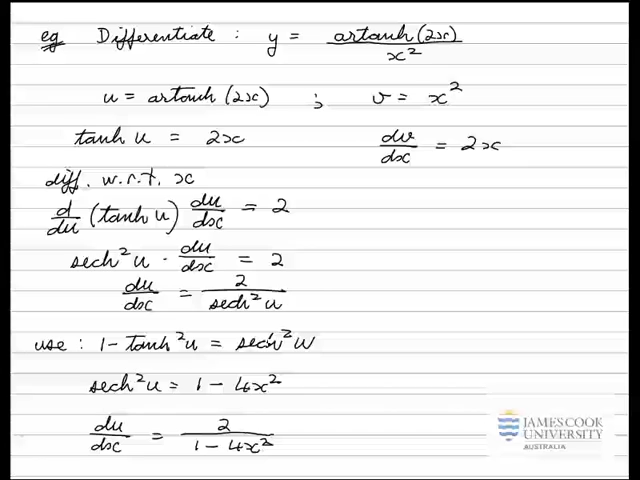 eg Differentiate : y = artanh(2x) / x²
u = artanh(2x) ; v = x²
tanh u = 2x dv/dx = 2x
diff. w.r.t. x
d/du (tanh u) du/dx = 2
sech²u · du/dx = 2
du/dx = 2 / sech²u
use : 1 - tanh²u = sech²u
sech²u = 1 - 4x²
du/dx = 2 / 1 - 4x²
JAMES COOK
UNIVERSITY
AUSTRALIA